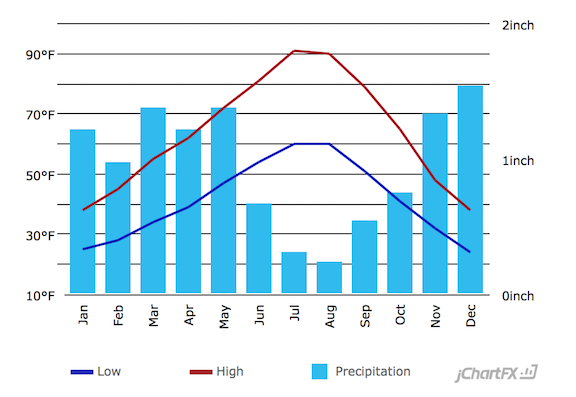 2inch
90°F
70°F
1inch
50°F
30°F
10°F
0inch
Jan Feb Mar Apr May Jun Jul Aug Sep Oct Nov Dec
Low High Precipitation
jChartFX